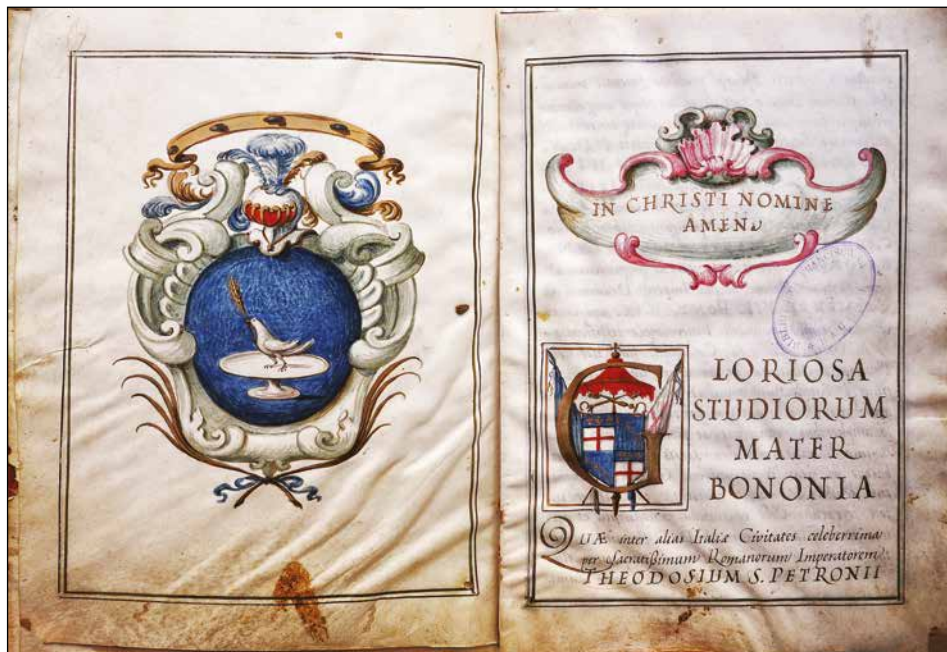 IN CHRISTI NOMINE
AMEN
GLORIOSA
STUDIORUM
MATER
BONONIA
QUÆ inter alias Italiæ Civitates celeberrima
per Sacratißimum Romanorum Imperatorem
THEODOSIUM S. PETRONII